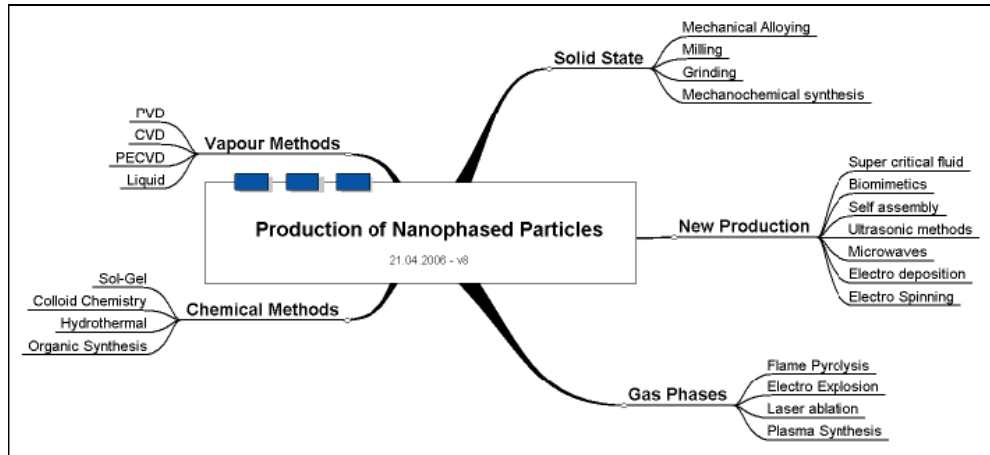 Solid State
Mechanical Alloying
Milling
Grinding
Mechanochemical synthesis
Vapour Methods
PVD
CVD
PECVD
Liquid
Production of Nanophased Particles
21.04.2006 - v8
New Production
Super critical fluid
Biomimetics
Self assembly
Ultrasonic methods
Microwaves
Electro deposition
Electro Spinning
Chemical Methods
Sol-Gel
Colloid Chemistry
Hydrothermal
Organic Synthesis
Gas Phases
Flame Pyrolysis
Electro Explosion
Laser ablation
Plasma Synthesis